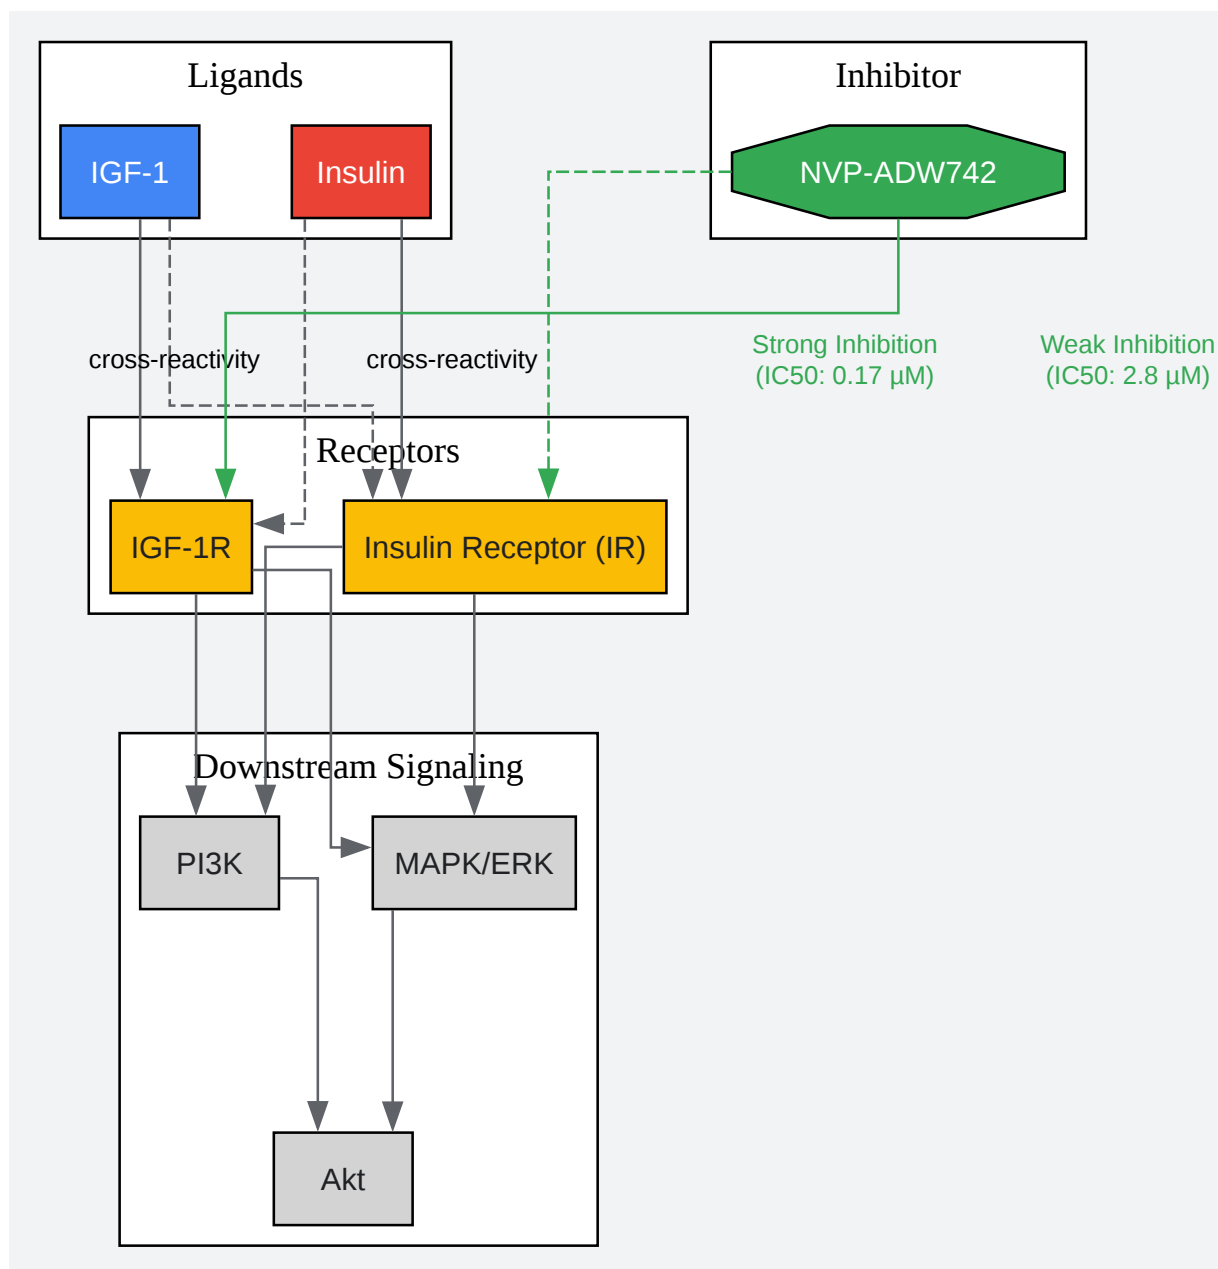 Ligands
Inhibitor
IGF-1
Insulin
NVP-ADW742
cross-reactivity
cross-reactivity
Strong Inhibition
(IC50: 0.17 µM)
Weak Inhibition
(IC50: 2.8 µM)
Receptors
IGF-1R
Insulin Receptor (IR)
Downstream Signaling
PI3K
MAPK/ERK
Akt